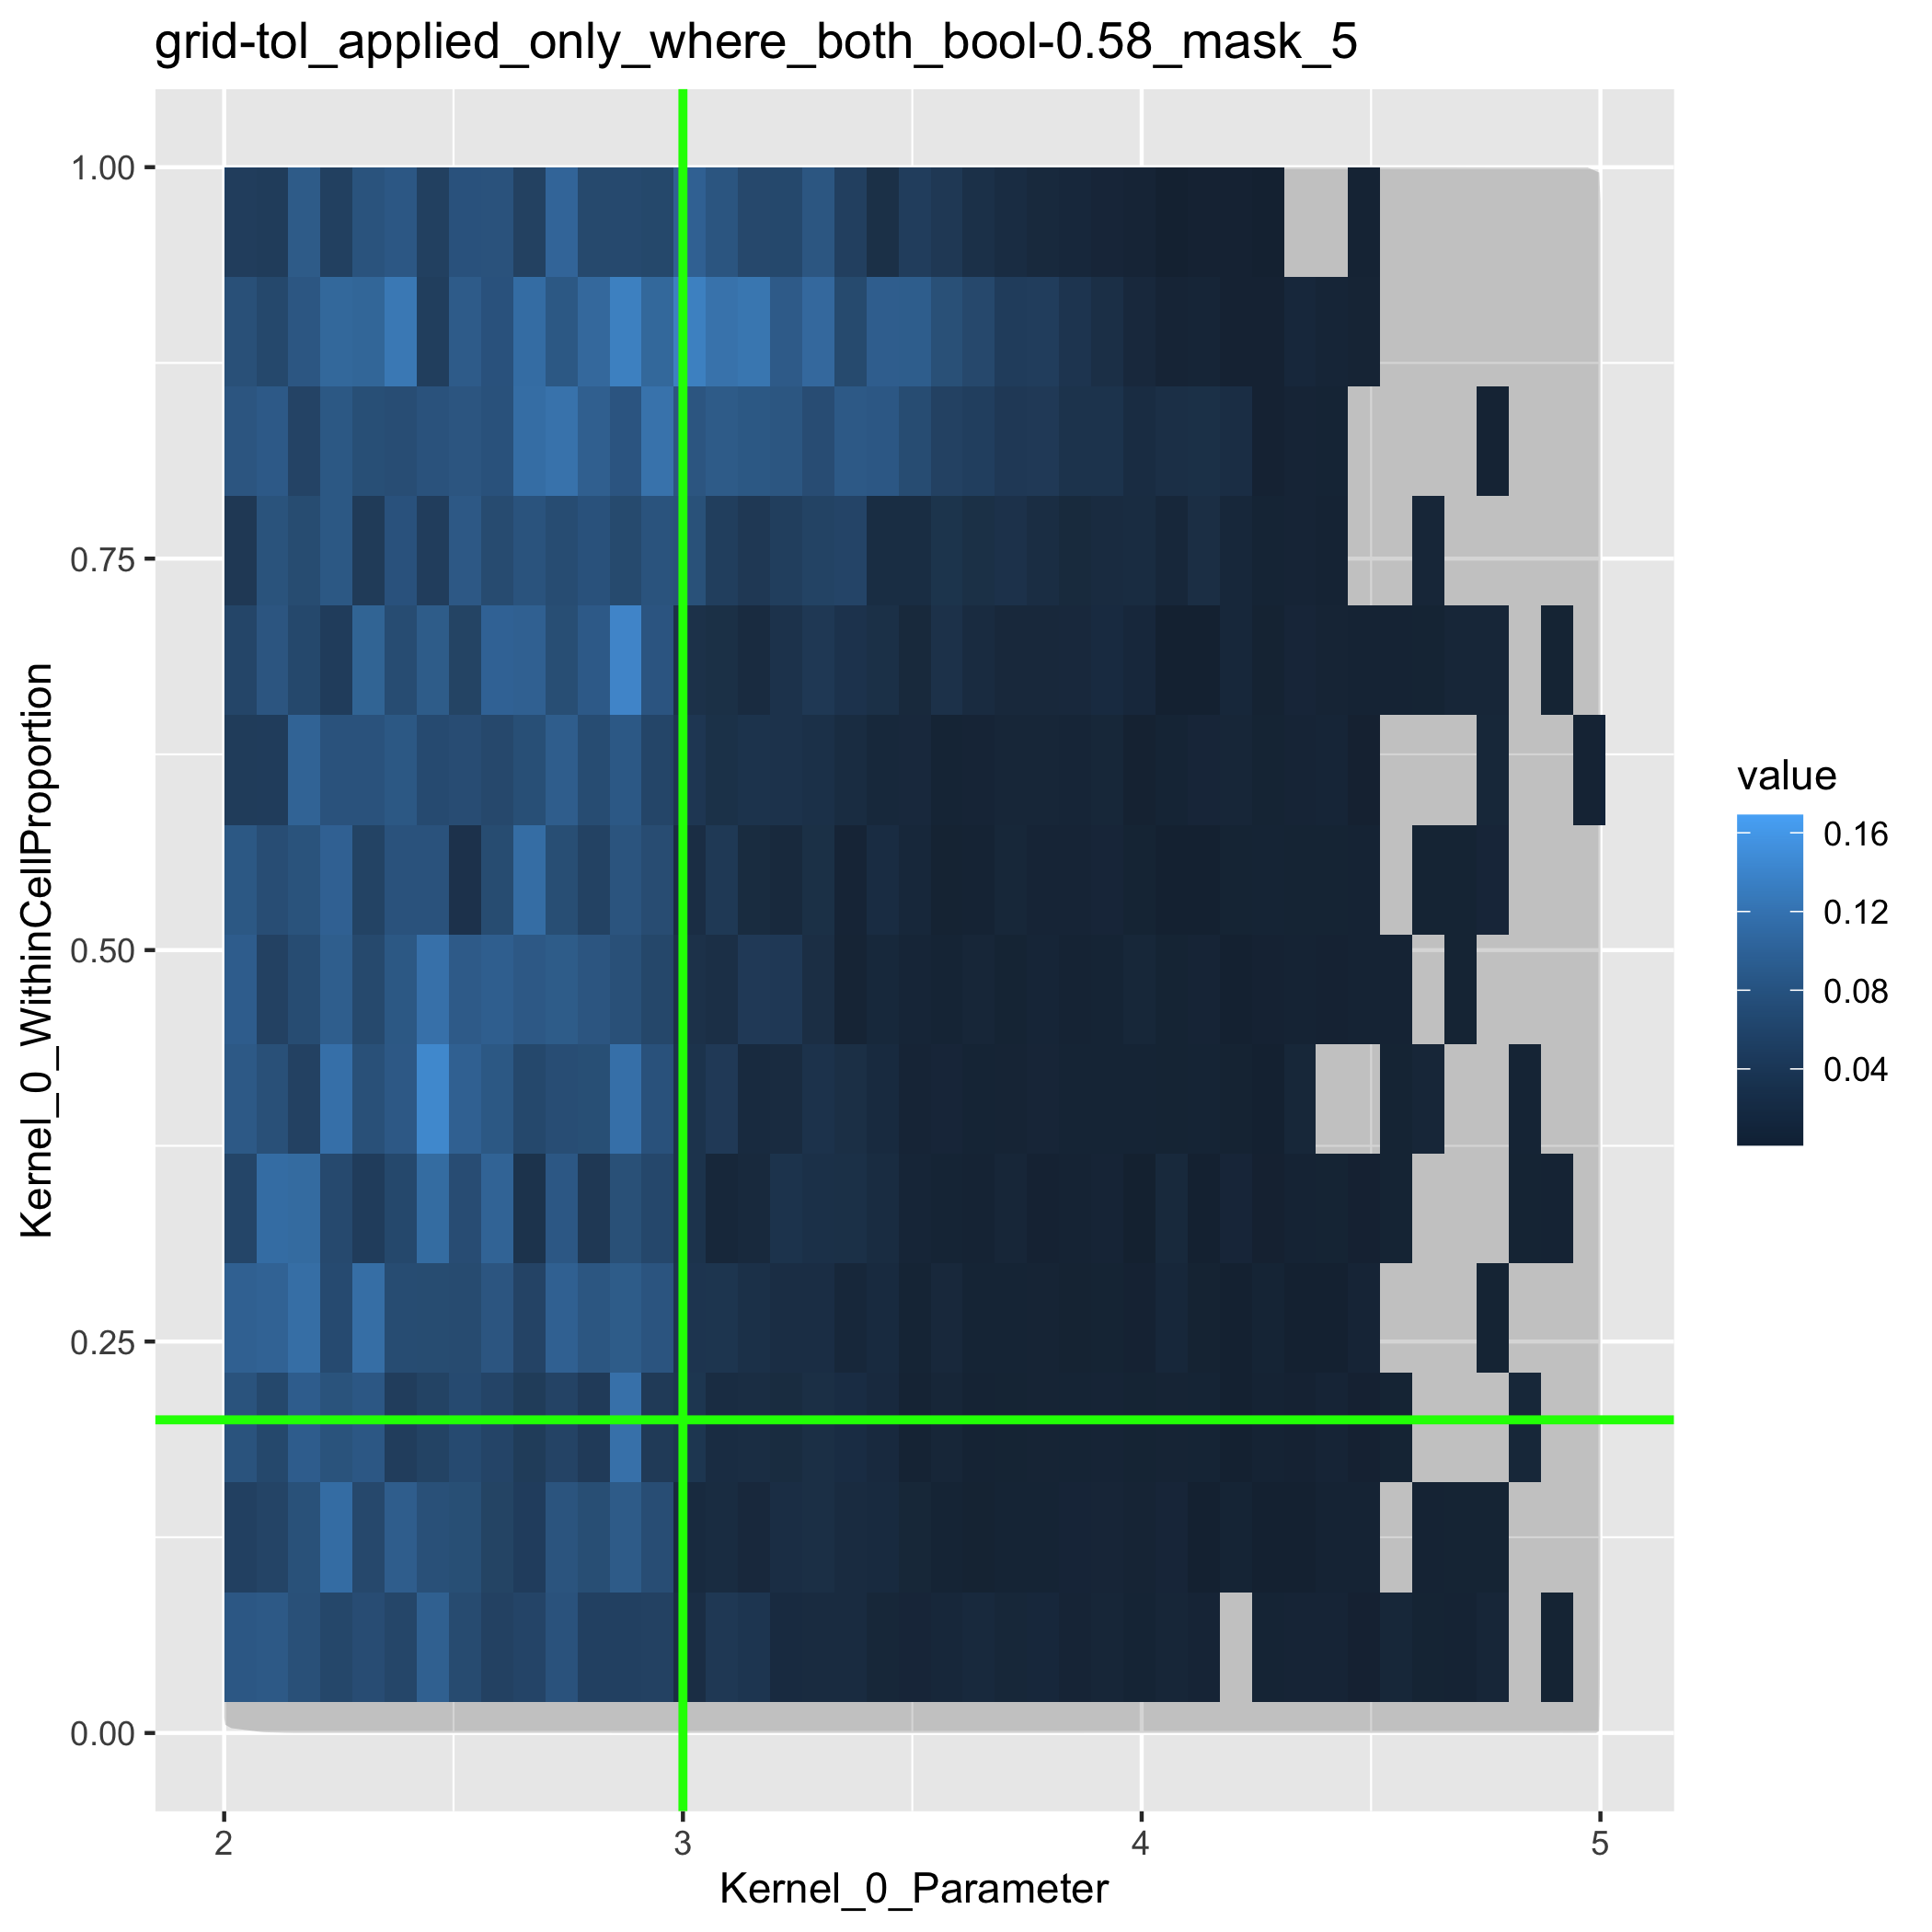 grid-tol_applied_only_where_both_bool-0.58_mask_5
1.00
0.75
0.50
0.25
0.00
Kernel_0_WithinCellProportion
2 3 4 5
Kernel_0_Parameter
value
0.16
0.12
0.08
0.04